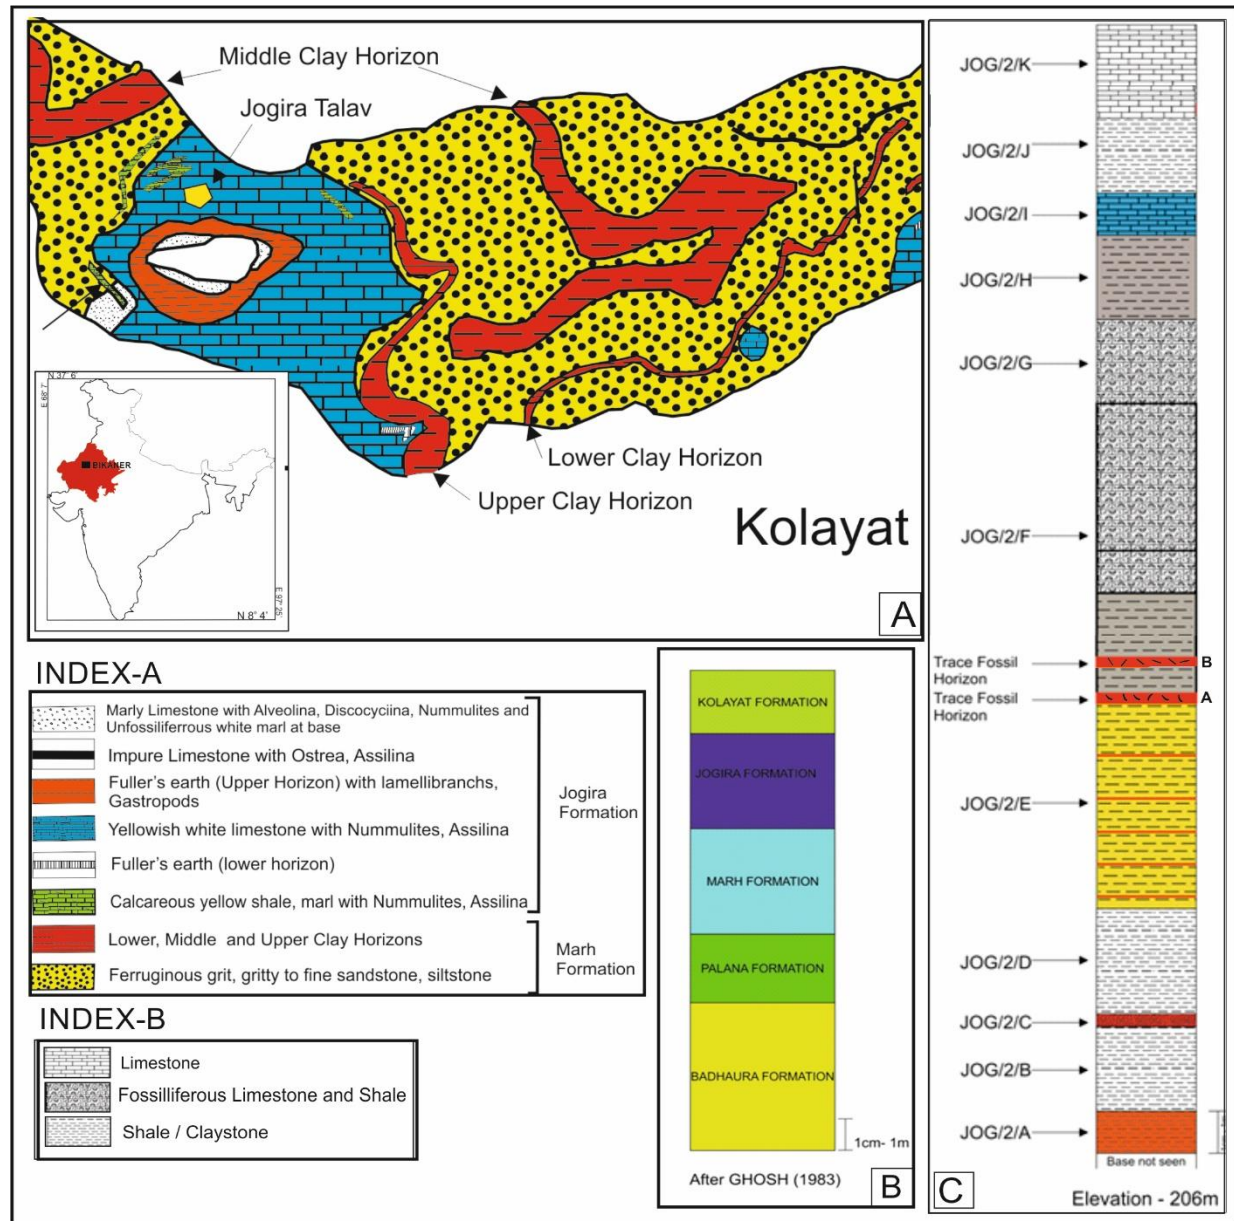 Middle Clay Horizon
Jogira Talav
Lower Clay Horizon
Upper Clay Horizon
Kolayat
A
N 37° 6'
E 68° 7'
BIKANER
E 97° 25'
N 8° 4'
INDEX-A
Marly Limestone with Alveolina, Discocyciina, Nummulites and
Unfossiliferrous white marl at base
Impure Limestone with Ostrea, Assilina
Fuller's earth (Upper Horizon) with lamellibranchs,
Gastropods
Yellowish white limestone with Nummulites, Assilina
Fuller's earth (lower horizon)
Calcareous yellow shale, marl with Nummulites, Assilina
Jogira
Formation
Lower, Middle and Upper Clay Horizons
Ferruginous grit, gritty to fine sandstone, siltstone
Marh
Formation
INDEX-B
Limestone
Fossilliferous Limestone and Shale
Shale / Claystone
KOLAYAT FORMATION
JOGIRA FORMATION
MARH FORMATION
PALANA FORMATION
BADHAURA FORMATION
1cm- 1m
After GHOSH (1983)
B
JOG/2/K
JOG/2/J
JOG/2/I
JOG/2/H
JOG/2/G
JOG/2/F
Trace Fossil
Horizon
B
Trace Fossil
Horizon
A
JOG/2/E
JOG/2/D
JOG/2/C
JOG/2/B
JOG/2/A
Base not seen
C
Elevation - 206m